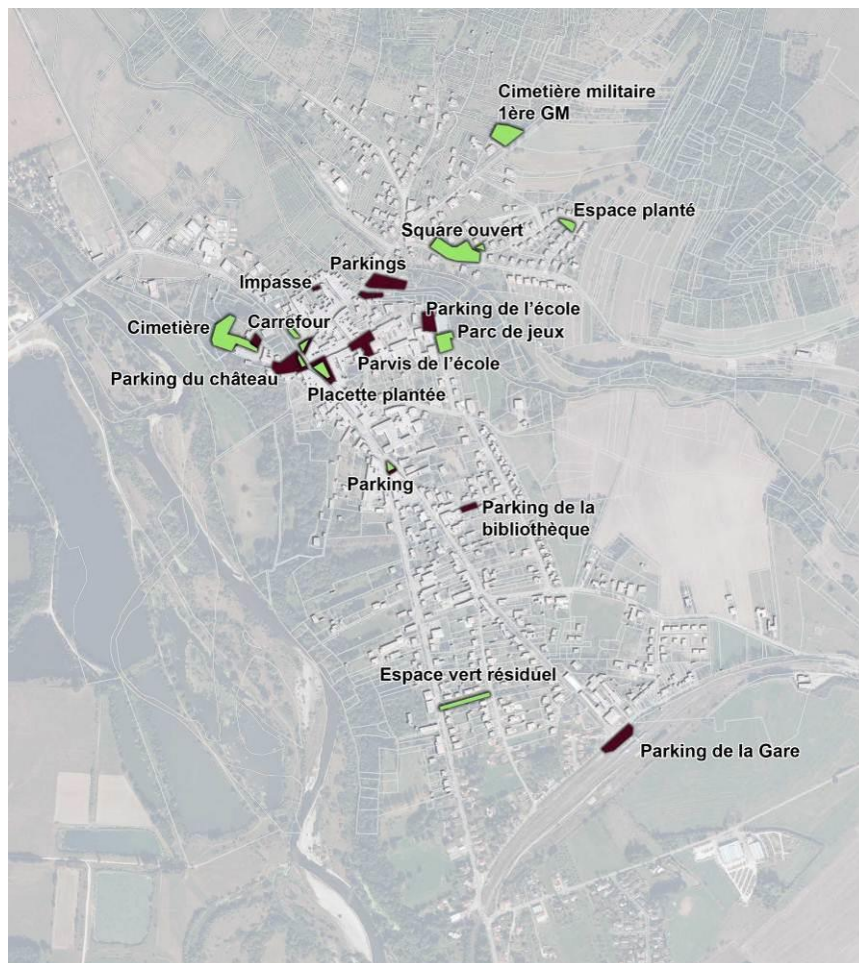 Cimetière militaire
1ère GM
Espace planté
Square ouvert
Parkings
Impasse
Parking de l'école
Cimetière
Carrefour
Parc de jeux
Parvis de l'école
Parking du château
Placette plantée
Parking
Parking de la
bibliothèque
Espace vert résiduel
Parking de la Gare